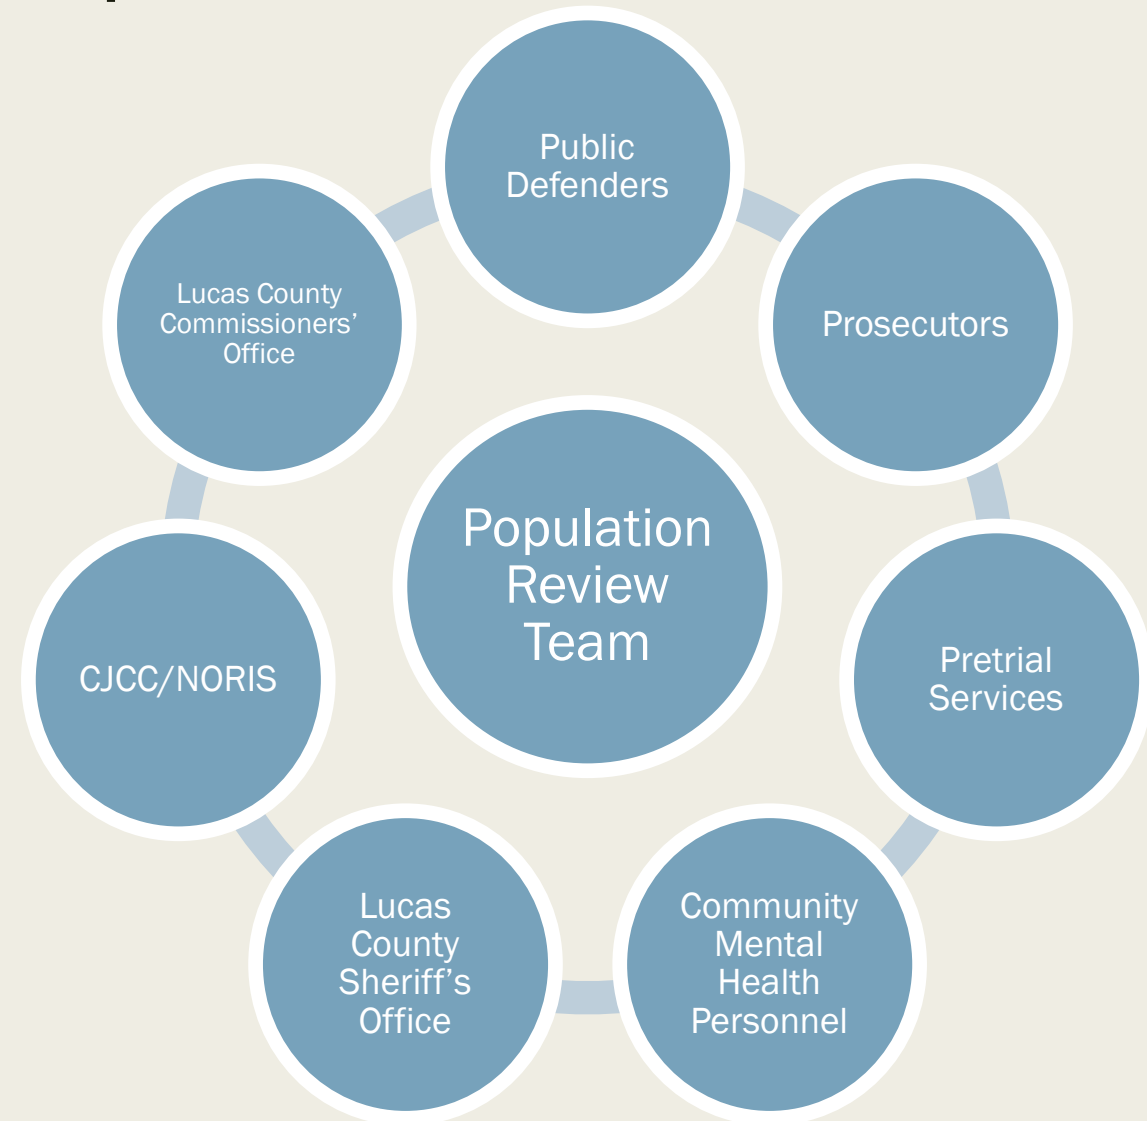 Public
Defenders
Prosecutors
Pretrial
Services
Community
Mental
Health
Personnel
Lucas
County
Sheriff’s
Office
CJCC/NORIS
Lucas County
Commissioners’
Office
Population
Review
Team